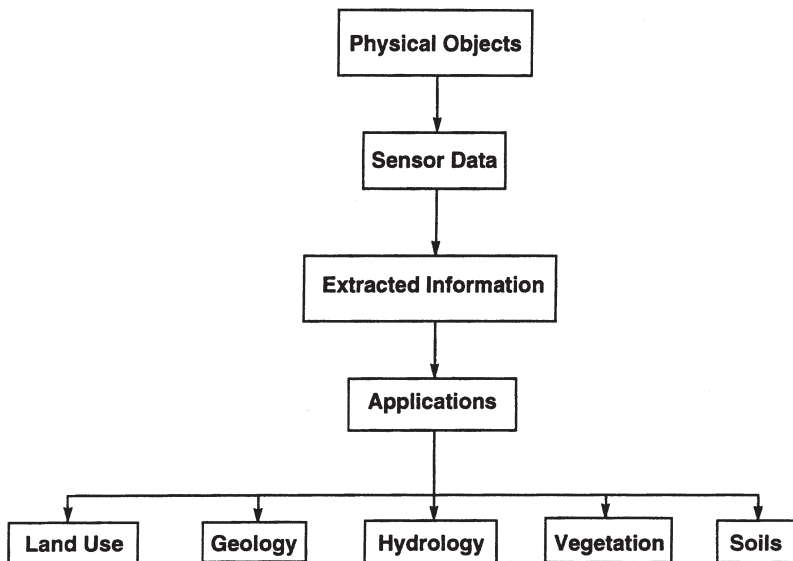 Physical Objects
Sensor Data
Extracted Information
Applications
Land Use
Geology
Hydrology
Vegetation
Soils